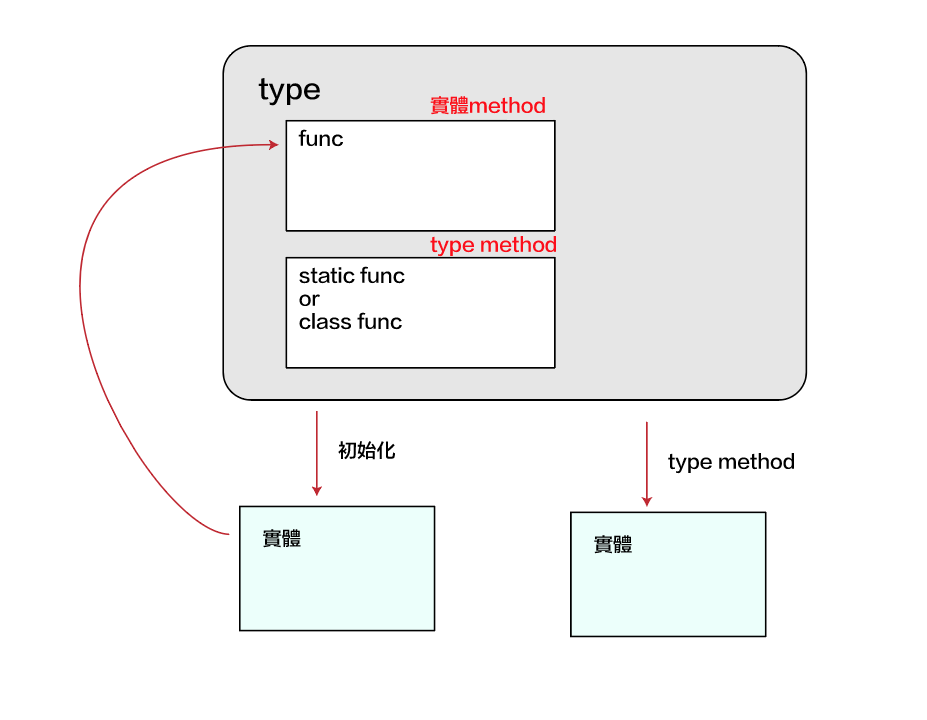 type
實體method
func
type method
static func
or
class func
初始化
type method
實體
實體